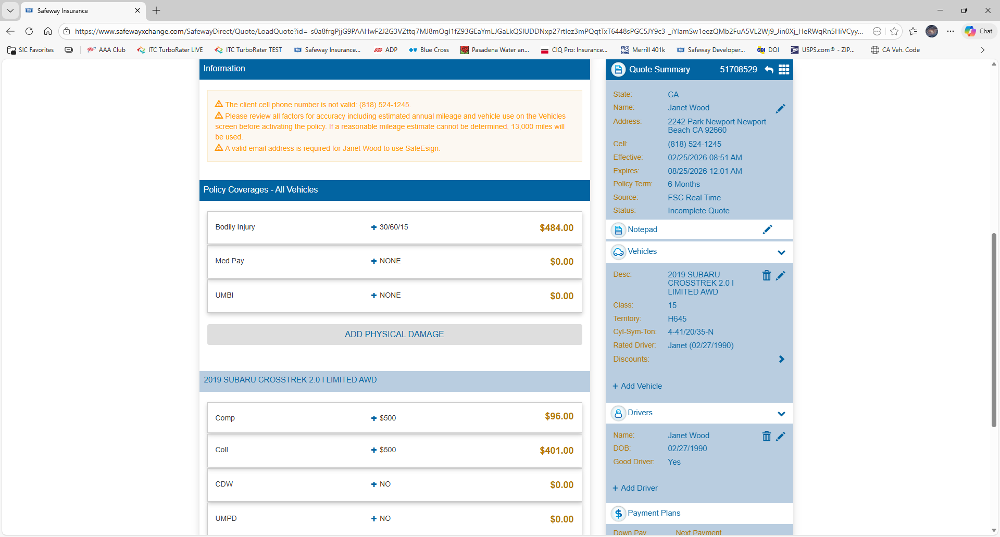 Safeway Insurance
https://www.safewayxchange.com/SafewayDirect/Quote/LoadQuote?id=-s0a8frgPjjG9PAAHwF2J2G3VZttq7MJ8mOgI1fZ93GEaYmLJGaLkQSIUDDNxp27rtIez3mPQqtTxT6448sPGC5JY9c3-_iYIamSw1eezQMb2FuA5VL2Wj9_Jin0Xj_HeRWqRn5HiVCyy...
Chat
SIC Favorites
AAA Club
ITC TurboRater LIVE
ITC TurboRater TEST
Safeway Insurance...
ADP
Blue Cross
Pasadena Water an...
CIQ Pro: Insurance...
Merrill 401k
Safeway Developer...
DOI
USPS.com® - ZIP...
CA Veh. Code
Information
The client cell phone number is not valid: (818) 524-1245.
Please review all factors for accuracy including estimated annual mileage and vehicle use on the Vehicles
screen before activating the policy. If a reasonable mileage estimate cannot be determined, 13,000 miles will
be used.
A valid email address is required for Janet Wood to use SafeEsign.
Policy Coverages - All Vehicles
Bodily Injury + 30/60/15 $484.00
Med Pay + NONE $0.00
UMBI + NONE $0.00
ADD PHYSICAL DAMAGE
2019 SUBARU CROSSTREK 2.0 I LIMITED AWD
Comp + $500 $96.00
Coll + $500 $401.00
CDW + NO $0.00
UMPD + NO $0.00
Quote Summary 51708529
State: CA
Name: Janet Wood
Address: 2242 Park Newport Newport
Beach CA 92660
Cell: (818) 524-1245
Effective: 02/25/2026 08:51 AM
Expires: 08/25/2026 12:01 AM
Policy Term: 6 Months
Source: FSC Real Time
Status: Incomplete Quote
Notepad
Vehicles
Desc: 2019 SUBARU
CROSSTREK 2.0 I
LIMITED AWD
Class: 15
Territory: H645
Cyl-Sym-Ton: 4-41/20/35-N
Rated Driver: Janet (02/27/1990)
Discounts:
+ Add Vehicle
Drivers
Name: Janet Wood
DOB: 02/27/1990
Good Driver: Yes
+ Add Driver
Payment Plans
Down Pay Next Payment